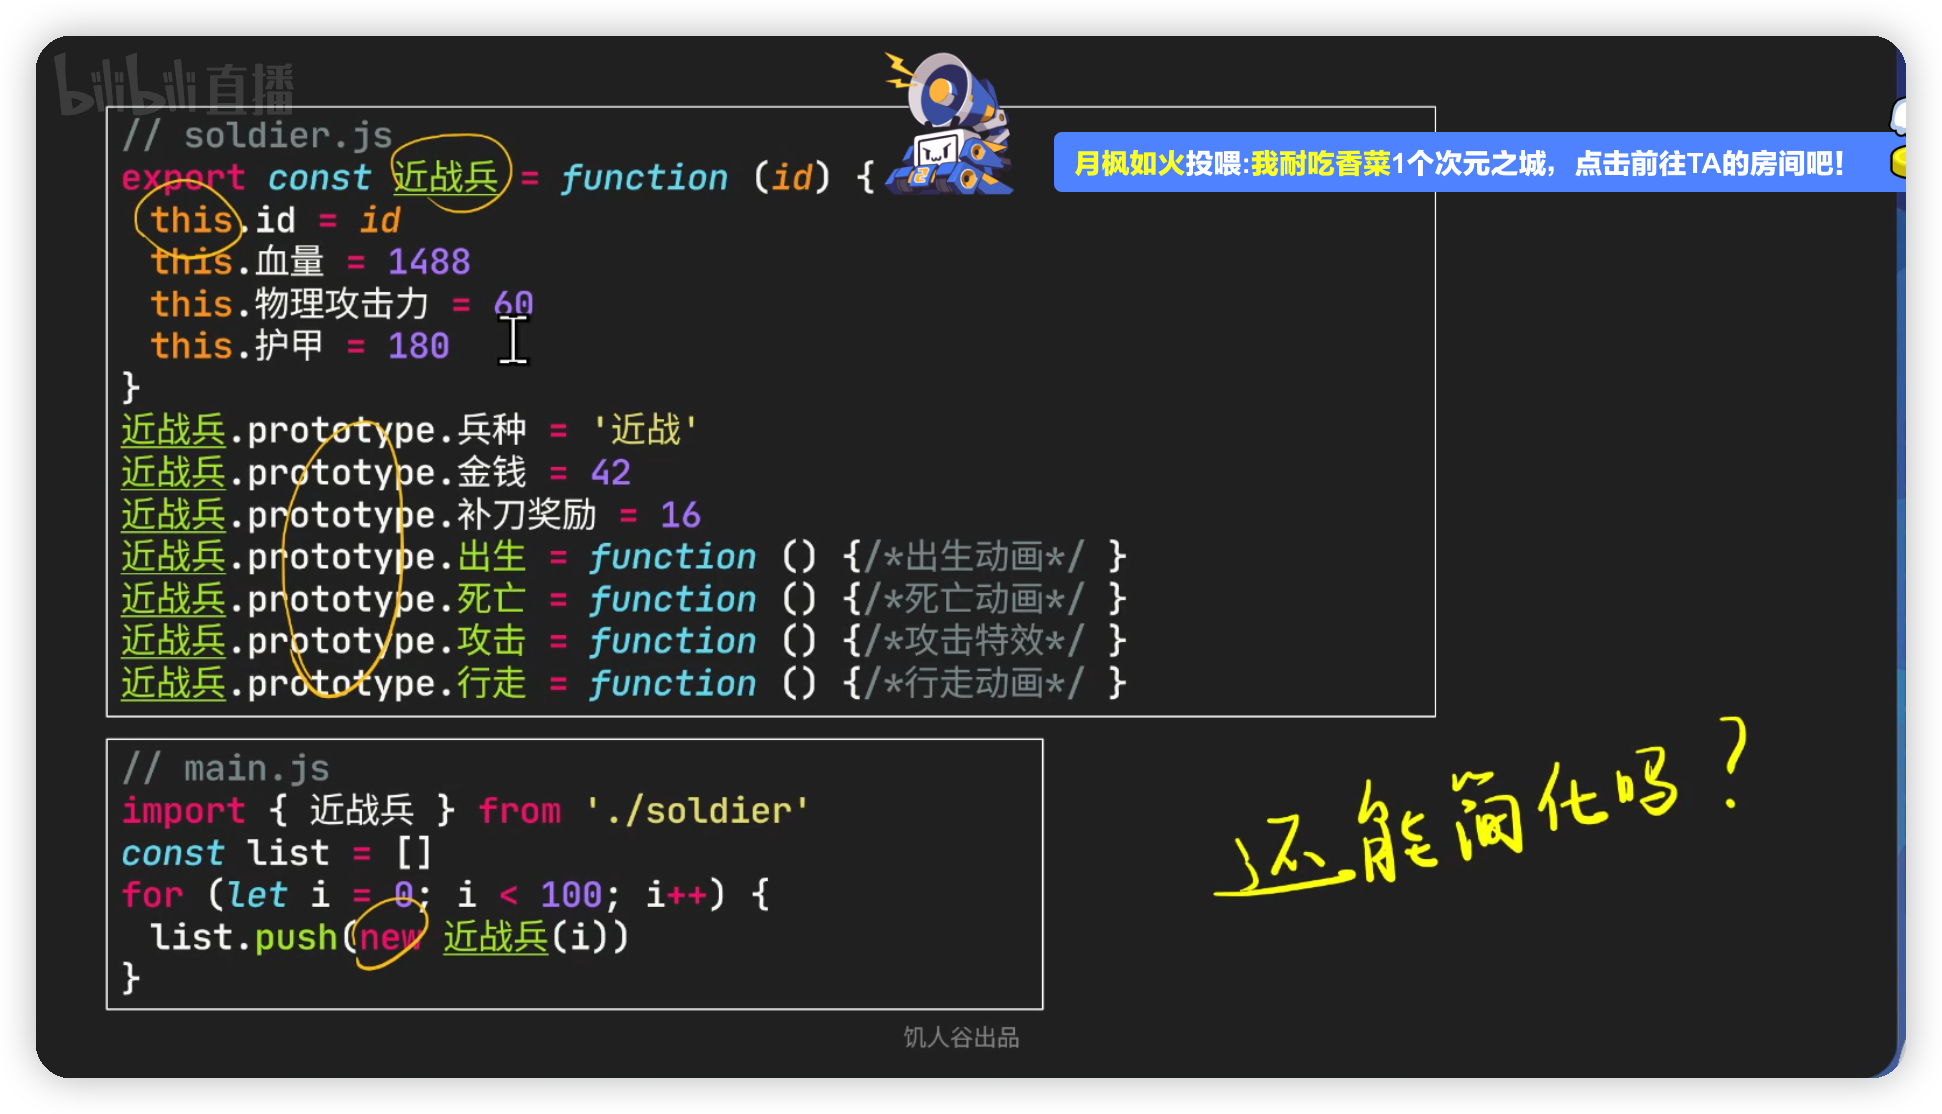 bilibili直播
// soldier.js
export const 近战兵 = function (id) {
月枫如火投喂:我耐吃香菜1个次元之城，点击前往TA的房间吧!
this.id = id
this.血量 = 1488
this.物理攻击力 = 60
this.护甲 = 180
}
近战兵.prototype.兵种 = '近战'
近战兵.prototype.金钱 = 42
近战兵.prototype.补刀奖励 = 16
近战兵.prototype.出生 = function () {/*出生动画*/ }
近战兵.prototype.死亡 = function () {/*死亡动画*/ }
近战兵.prototype.攻击 = function () {/*攻击特效*/ }
近战兵.prototype.行走 = function () {/*行走动画*/ }
// main.js
import { 近战兵 } from './soldier'
const list = []
for (let i = 0; i < 100; i++) {
list.push(new 近战兵(i))
}
还能简化吗?
饥人谷出品